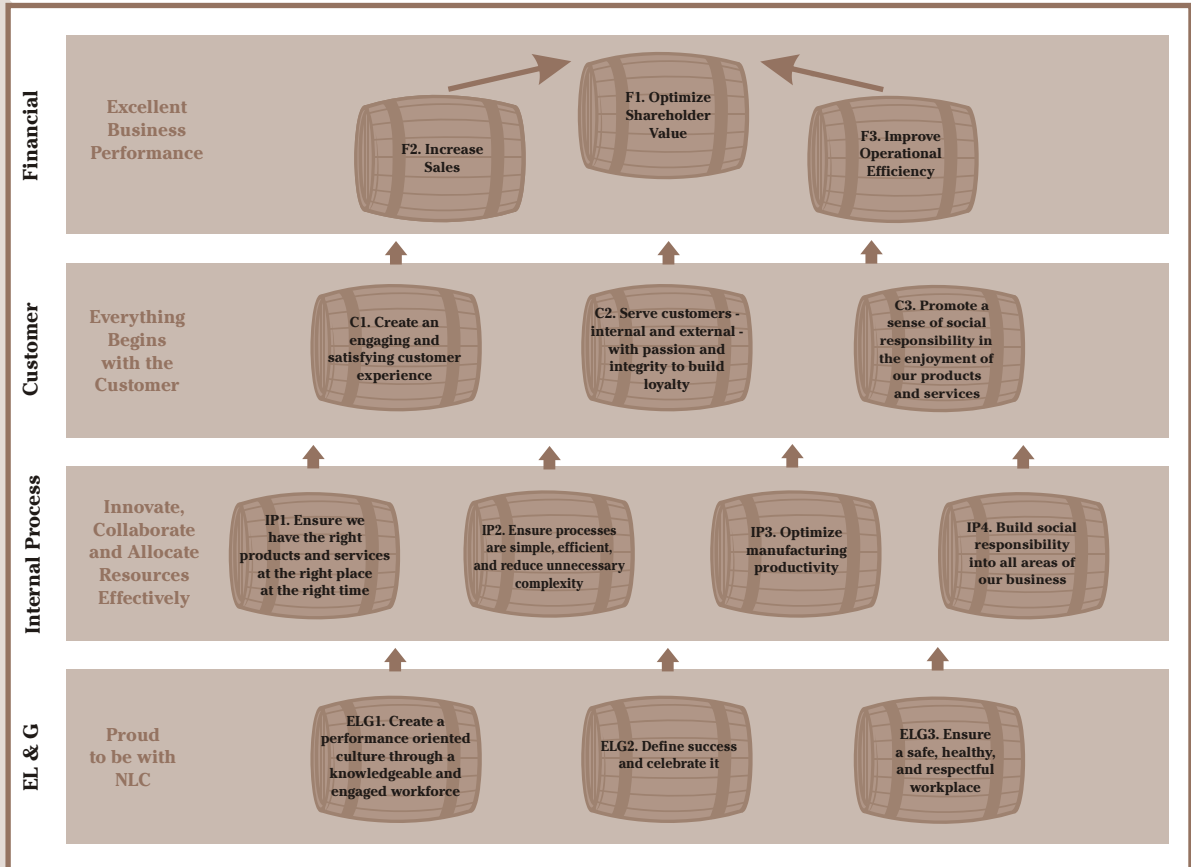 Financial
Excellent
Business
Performance
F2. Increase
Sales
F1. Optimize
Shareholder
Value
F3. Improve
Operational
Efficiency
Customer
Everything
Begins
with the
Customer
C1. Create an
engaging and
satisfying customer
experience
C2. Serve customers -
internal and external -
with passion and
integrity to build
loyalty
C3. Promote a
sense of social
responsibility in
the enjoyment of
our products
and services
Internal Process
Innovate,
Collaborate
and Allocate
Resources
Effectively
IP1. Ensure we
have the right
products and services
at the right place
at the right time
IP2. Ensure processes
are simple, efficient,
and reduce unnecessary
complexity
IP3. Optimize
manufacturing
productivity
IP4. Build social
responsibility
into all areas of
our business
EL & G
Proud
to be with
NLC
ELG1. Create a
performance oriented
culture through a
knowledgeable and
engaged workforce
ELG2. Define success
and celebrate it
ELG3. Ensure
a safe, healthy,
and respectful
workplace